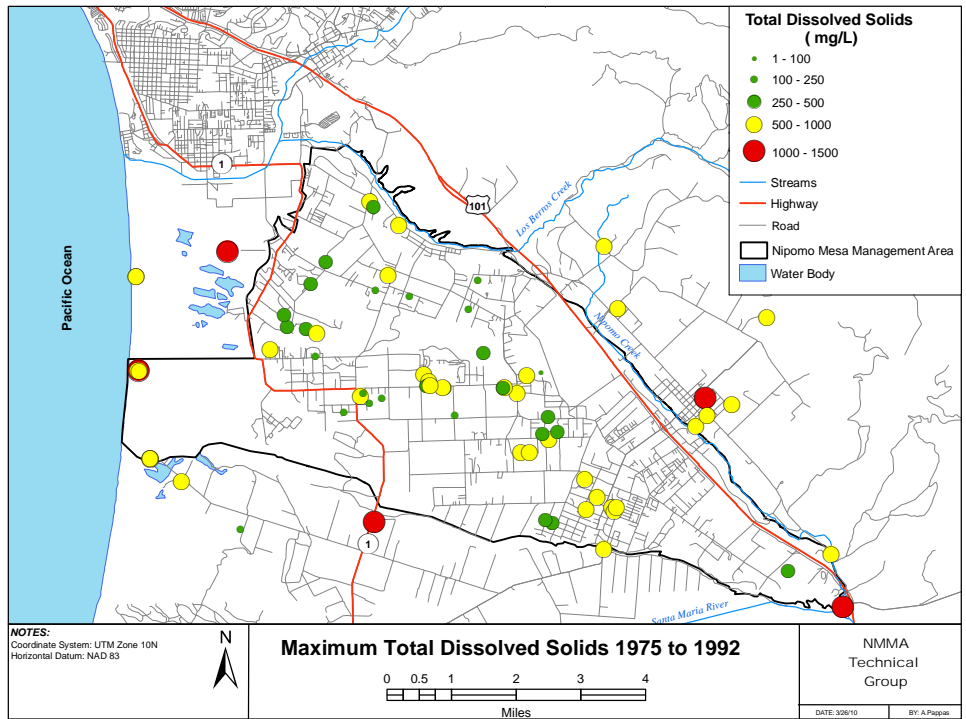 Total Dissolved Solids
( mg/L)
1 - 100
100 - 250
250 - 500
500 - 1000
1000 - 1500
Streams
Highway
Road
Nipomo Mesa Management Area
Water Body
1
101
Los Berros Creek
Pacific Ocean
Nipomo Creek
1
Santa Maria River
NOTES:
Coordinate System: UTM Zone 10N
Horizontal Datum: NAD 83
N
Maximum Total Dissolved Solids 1975 to 1992
0 0.5 1 2 3 4
Miles
NMMA
Technical
Group
DATE: 3/26/10 BY: A.Pappas